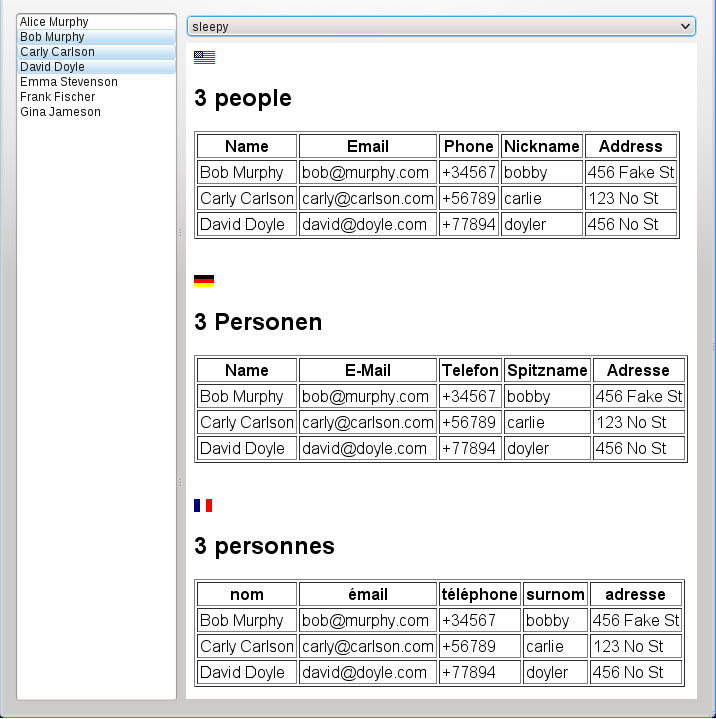 Alice Murphy
Bob Murphy
Carly Carlson
David Doyle
Emma Stevenson
Frank Fischer
Gina Jameson
sleepy
3 people
Name Email Phone Nickname Address
Bob Murphy bob@murphy.com +34567 bobby 456 Fake St
Carly Carlson carly@carlson.com +56789 carlie 123 No St
David Doyle david@doyle.com +77894 doyler 456 No St
3 Personen
Name E-Mail Telefon Spitzname Adresse
Bob Murphy bob@murphy.com +34567 bobby 456 Fake St
Carly Carlson carly@carlson.com +56789 carlie 123 No St
David Doyle david@doyle.com +77894 doyler 456 No St
3 personnes
nom émail téléphone surnom adresse
Bob Murphy bob@murphy.com +34567 bobby 456 Fake St
Carly Carlson carly@carlson.com +56789 carlie 123 No St
David Doyle david@doyle.com +77894 doyler 456 No St